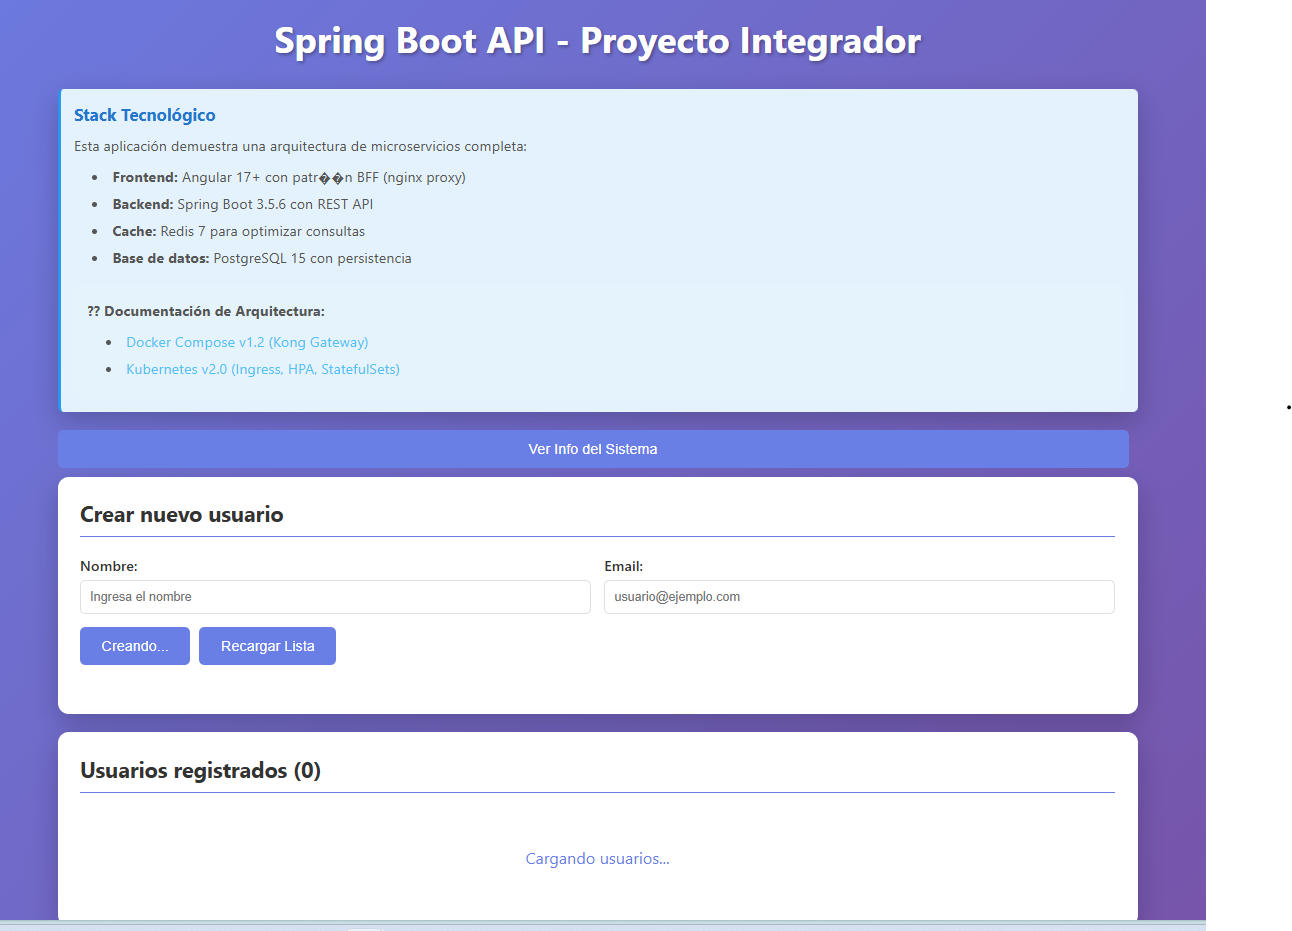 Spring Boot API - Proyecto Integrador
Stack Tecnológico
Esta aplicación demuestra una arquitectura de microservicios completa:
• Frontend: Angular 17+ con patr��n BFF (nginx proxy)
• Backend: Spring Boot 3.5.6 con REST API
• Cache: Redis 7 para optimizar consultas
• Base de datos: PostgreSQL 15 con persistencia
?? Documentación de Arquitectura:
• Docker Compose v1.2 (Kong Gateway)
• Kubernetes v2.0 (Ingress, HPA, StatefulSets)
Ver Info del Sistema
Crear nuevo usuario
Nombre: Email:
Ingresa el nombre usuario@ejemplo.com
Creando... Recargar Lista
Usuarios registrados (0)
Cargando usuarios...